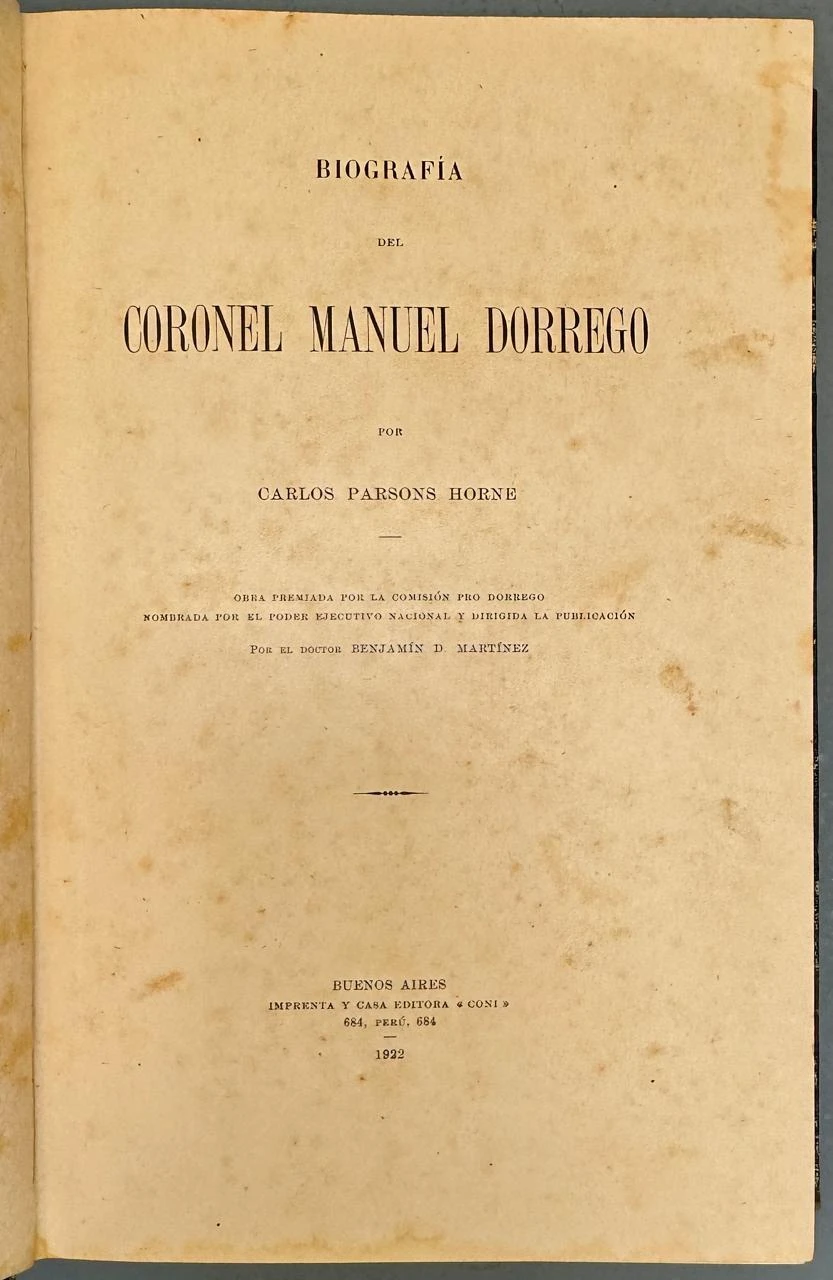 BIOGRAFÍA
DEL
CORONEL MANUEL DORREGO
POR
CARLOS PARSONS HORNE
OBRA PREMIADA POR LA COMISIÓN PRO DORREGO
NOMBRADA POR EL PODER EJECUTIVO NACIONAL Y DIRIGIDA LA PUBLICACIÓN
POR EL DOCTOR BENJAMÍN D. MARTÍNEZ
BUENOS AIRES
IMPRENTA Y CASA EDITORA « CONI »
684, PERÚ, 684
1922